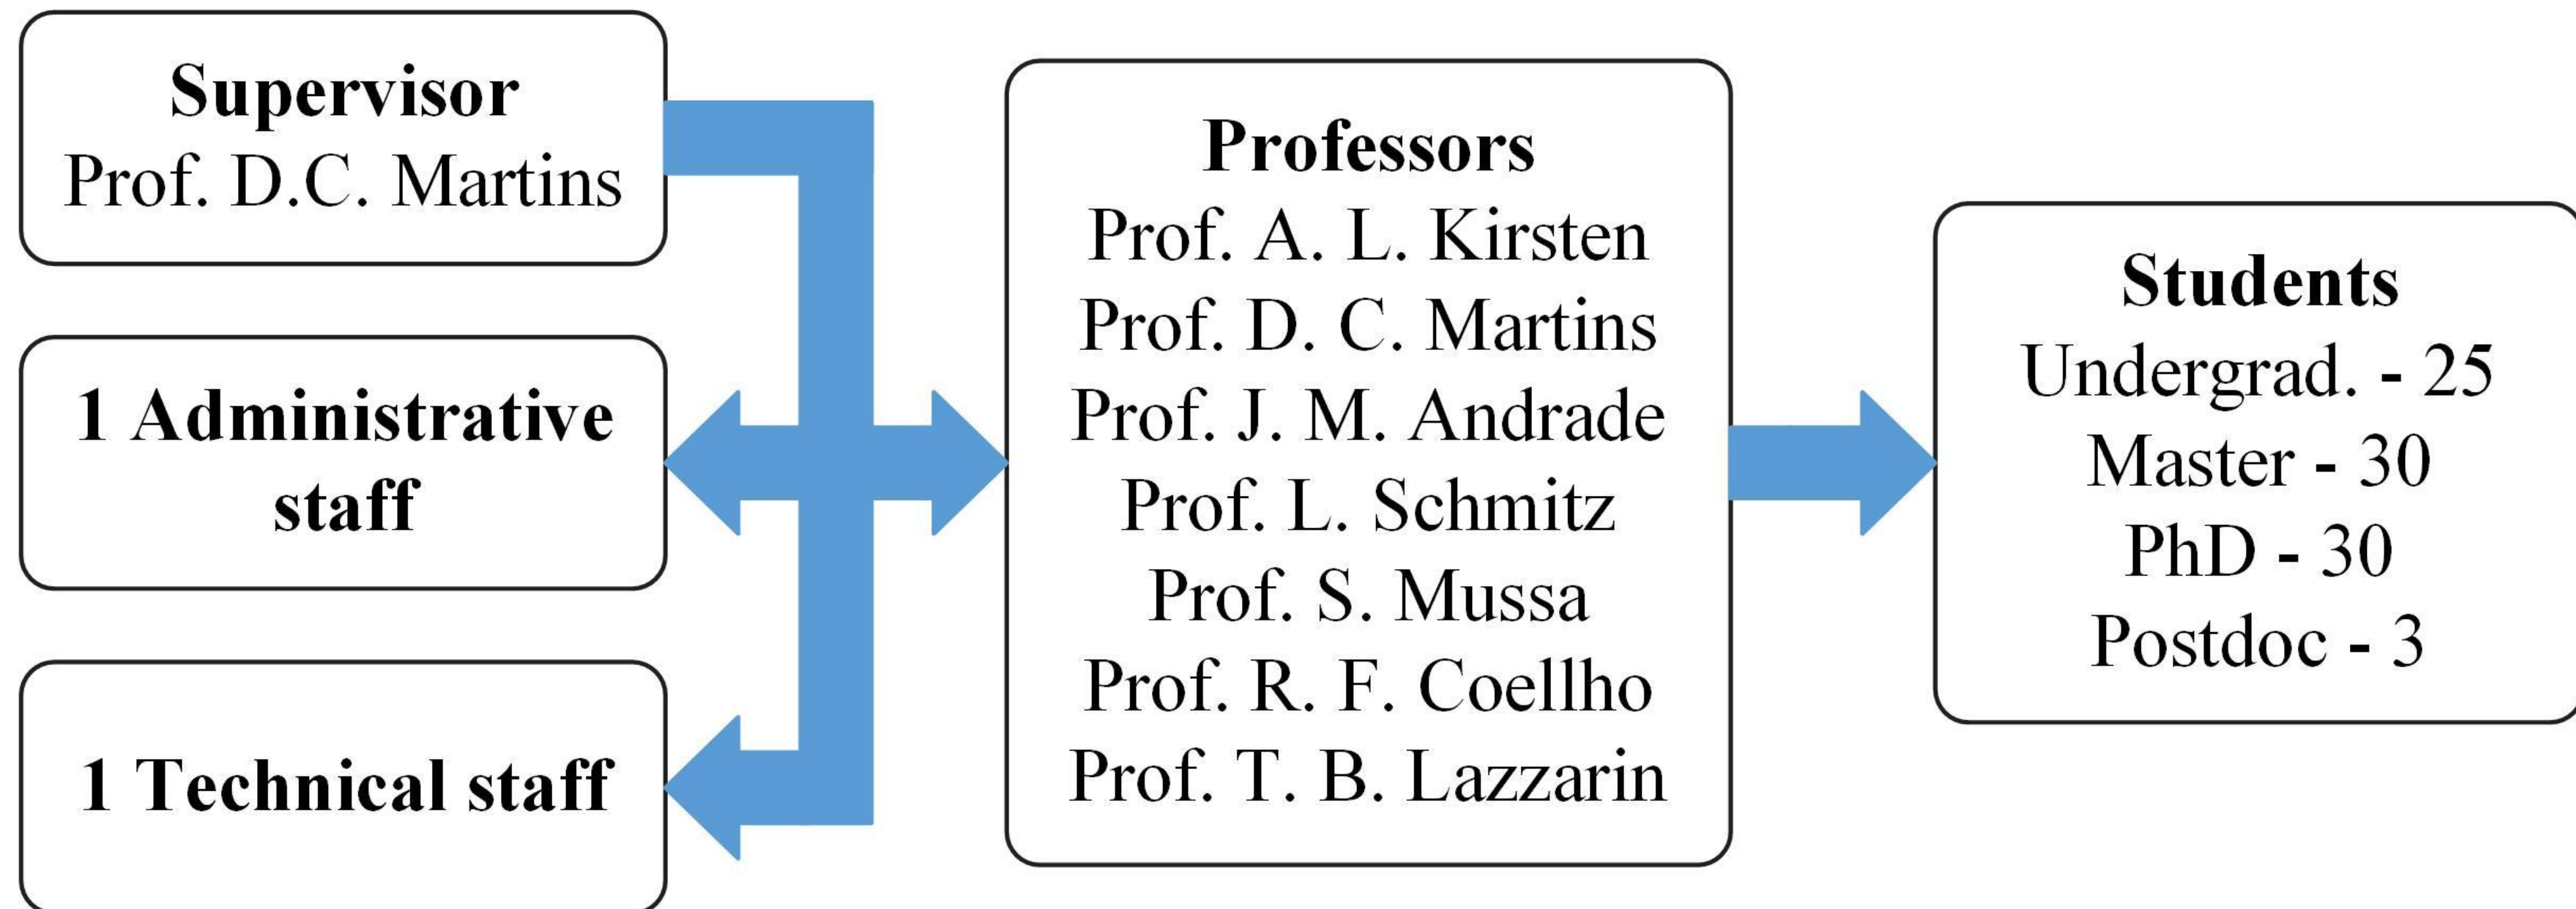 Supervisor
Prof. D.C. Martins
1 Administrative
staff
1 Technical staff
Professors
Prof. A. L. Kirsten
Prof. D. C. Martins
Prof. J. M. Andrade
Prof. L. Schmitz
Prof. S. Mussa
Prof. R. F. Coellho
Prof. T. B. Lazzarin
Students
Undergrad. - 25
Master - 30
PhD - 30
Postdoc - 3